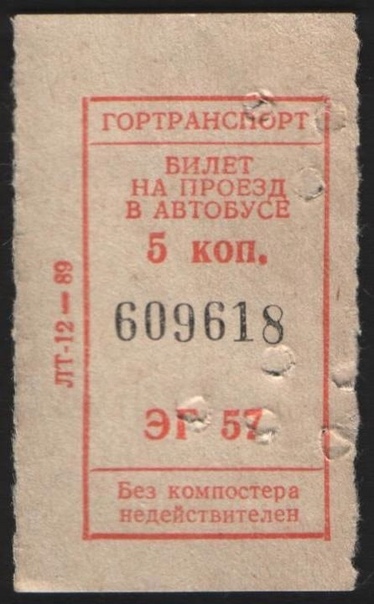 ГОРТРАНСПОРТ
БИЛЕТ
НА ПРОЕЗД
В АВТОБУСЕ
5 коп.
609618
ЭГ 57
Без компостера
недействителен
ЛТ-12—89